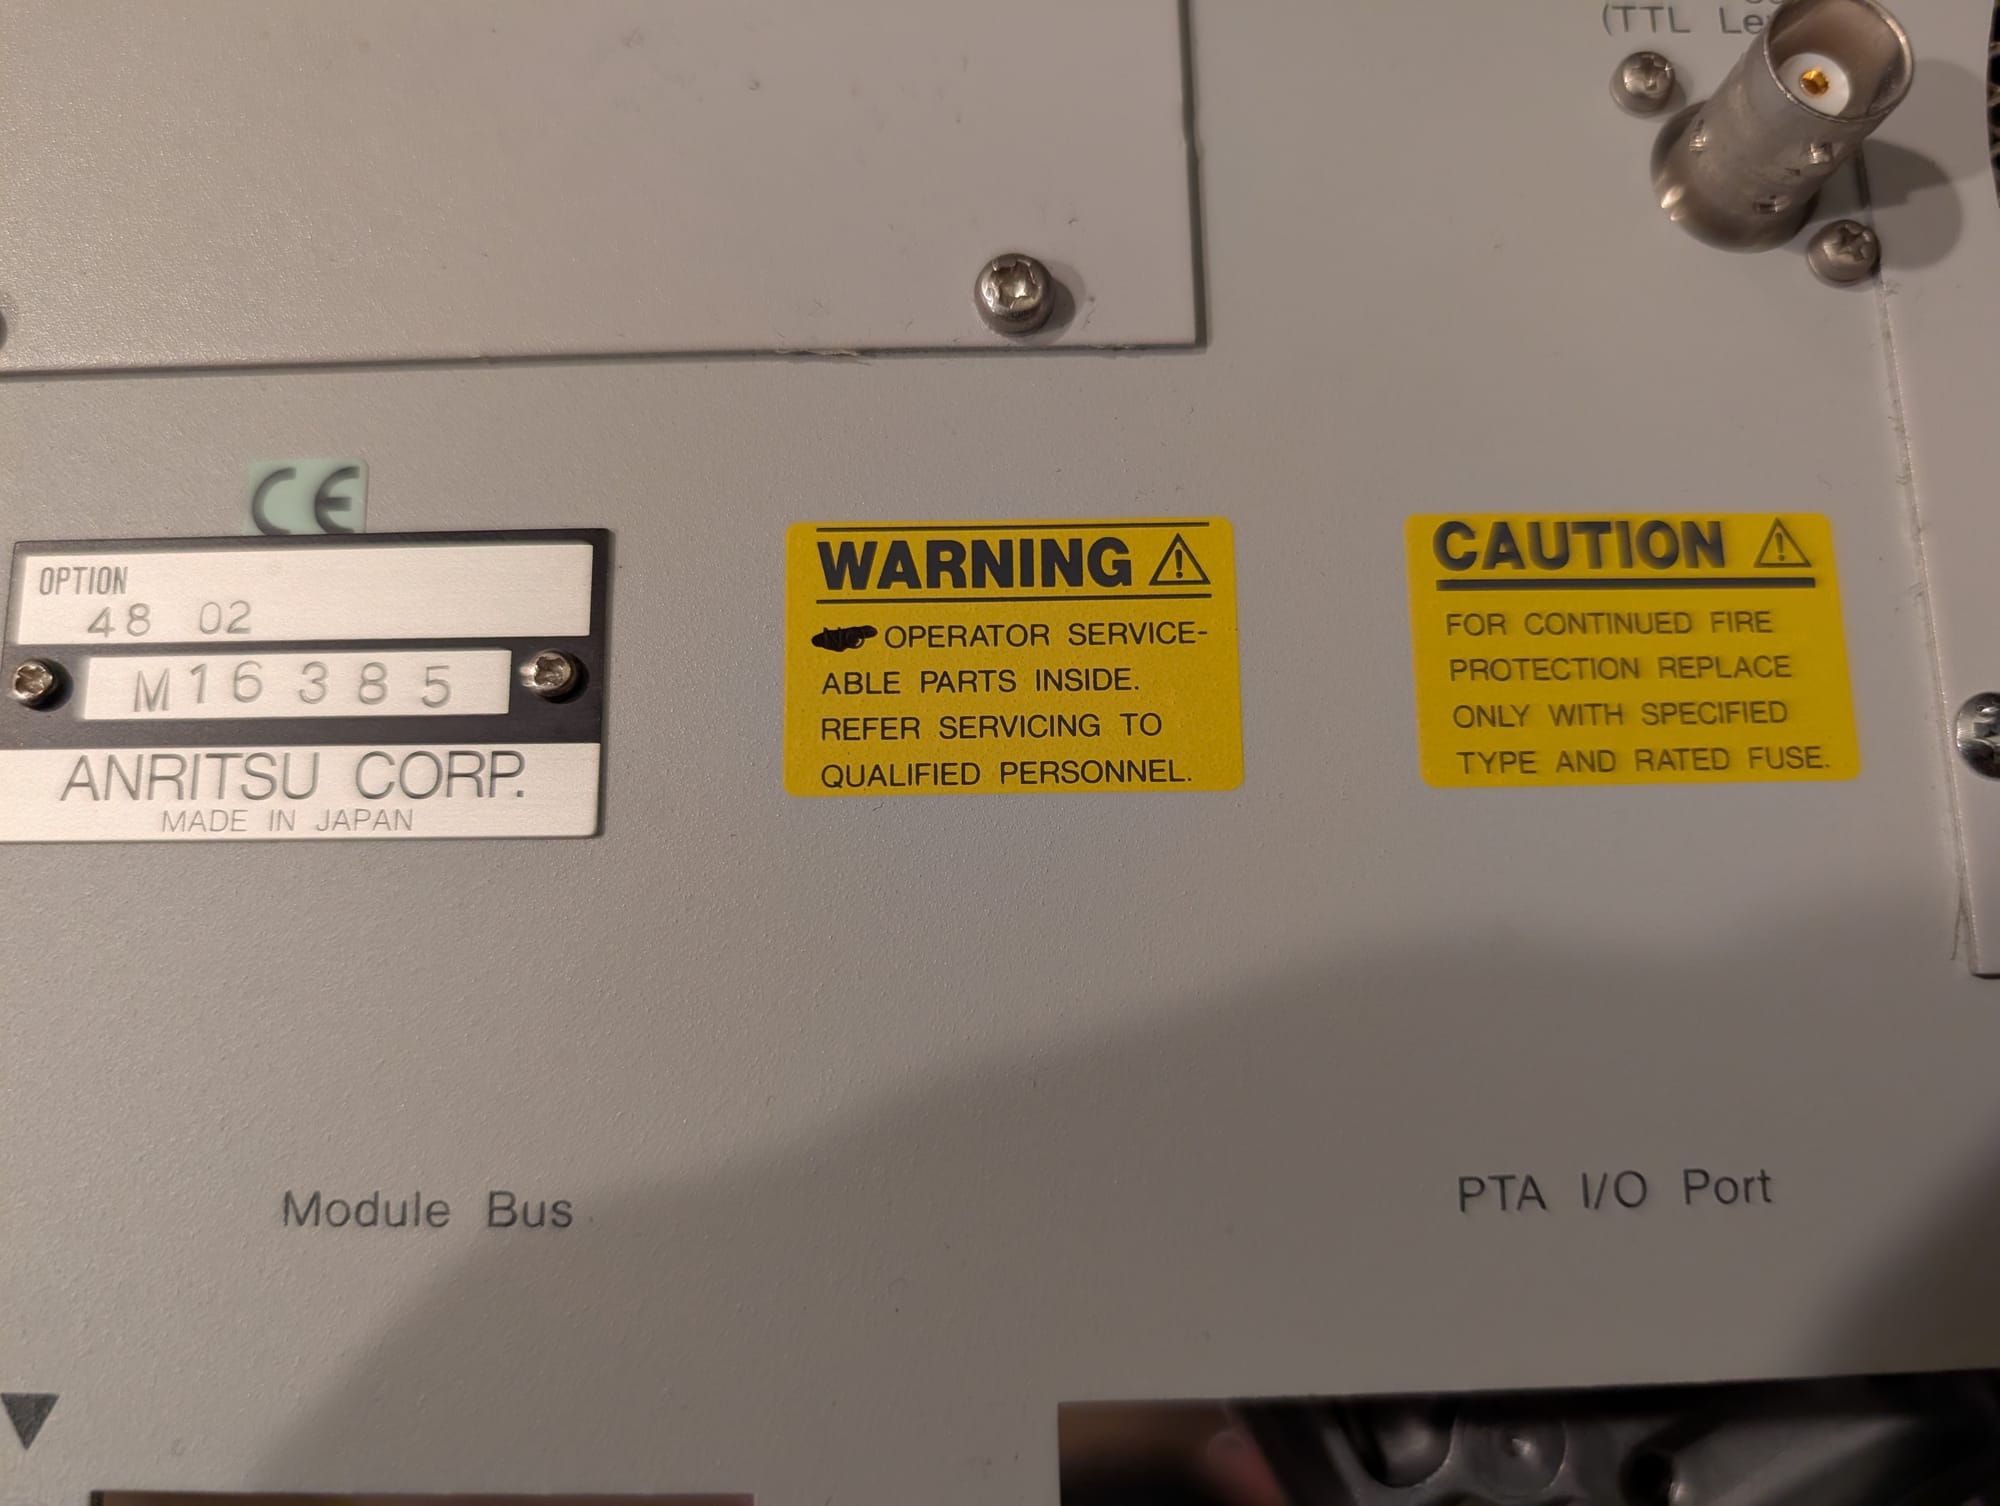 (TTL
CE
OPTION
48 02
M16385
ANRITSU CORP.
MADE IN JAPAN
WARNING
OPERATOR SERVICE-
ABLE PARTS INSIDE.
REFER SERVICING TO
QUALIFIED PERSONNEL.
CAUTION
FOR CONTINUED FIRE
PROTECTION REPLACE
ONLY WITH SPECIFIED
TYPE AND RATED FUSE.
Module Bus
PTA I/O Port